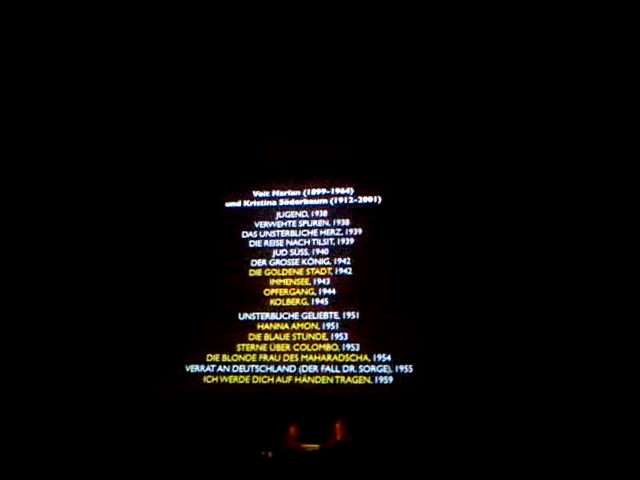 Veit Harlan (1899-1964)
und Kristina Söderbaum (1912-2001)
JUGEND, 1938
VERWEHTE SPUREN, 1938
DAS UNSTERBLICHE HERZ, 1939
DIE REISE NACH TILSIT, 1939
JUD SÜSS, 1940
DER GROSSE KÖNIG, 1942
DIE GOLDENE STADT, 1942
IMMENSEE, 1943
OPFERGANG, 1944
KOLBERG, 1945
UNSTERBLICHE GELIEBTE, 1951
HANNA AMON, 1951
DIE BLAUE STUNDE, 1953
STERNE ÜBER COLOMBO, 1953
DIE BLONDE FRAU DES MAHARADSCHA, 1954
VERRAT AN DEUTSCHLAND (DER FALL DR. SORGE), 1955
ICH WERDE DICH AUF HÄNDEN TRAGEN, 1959